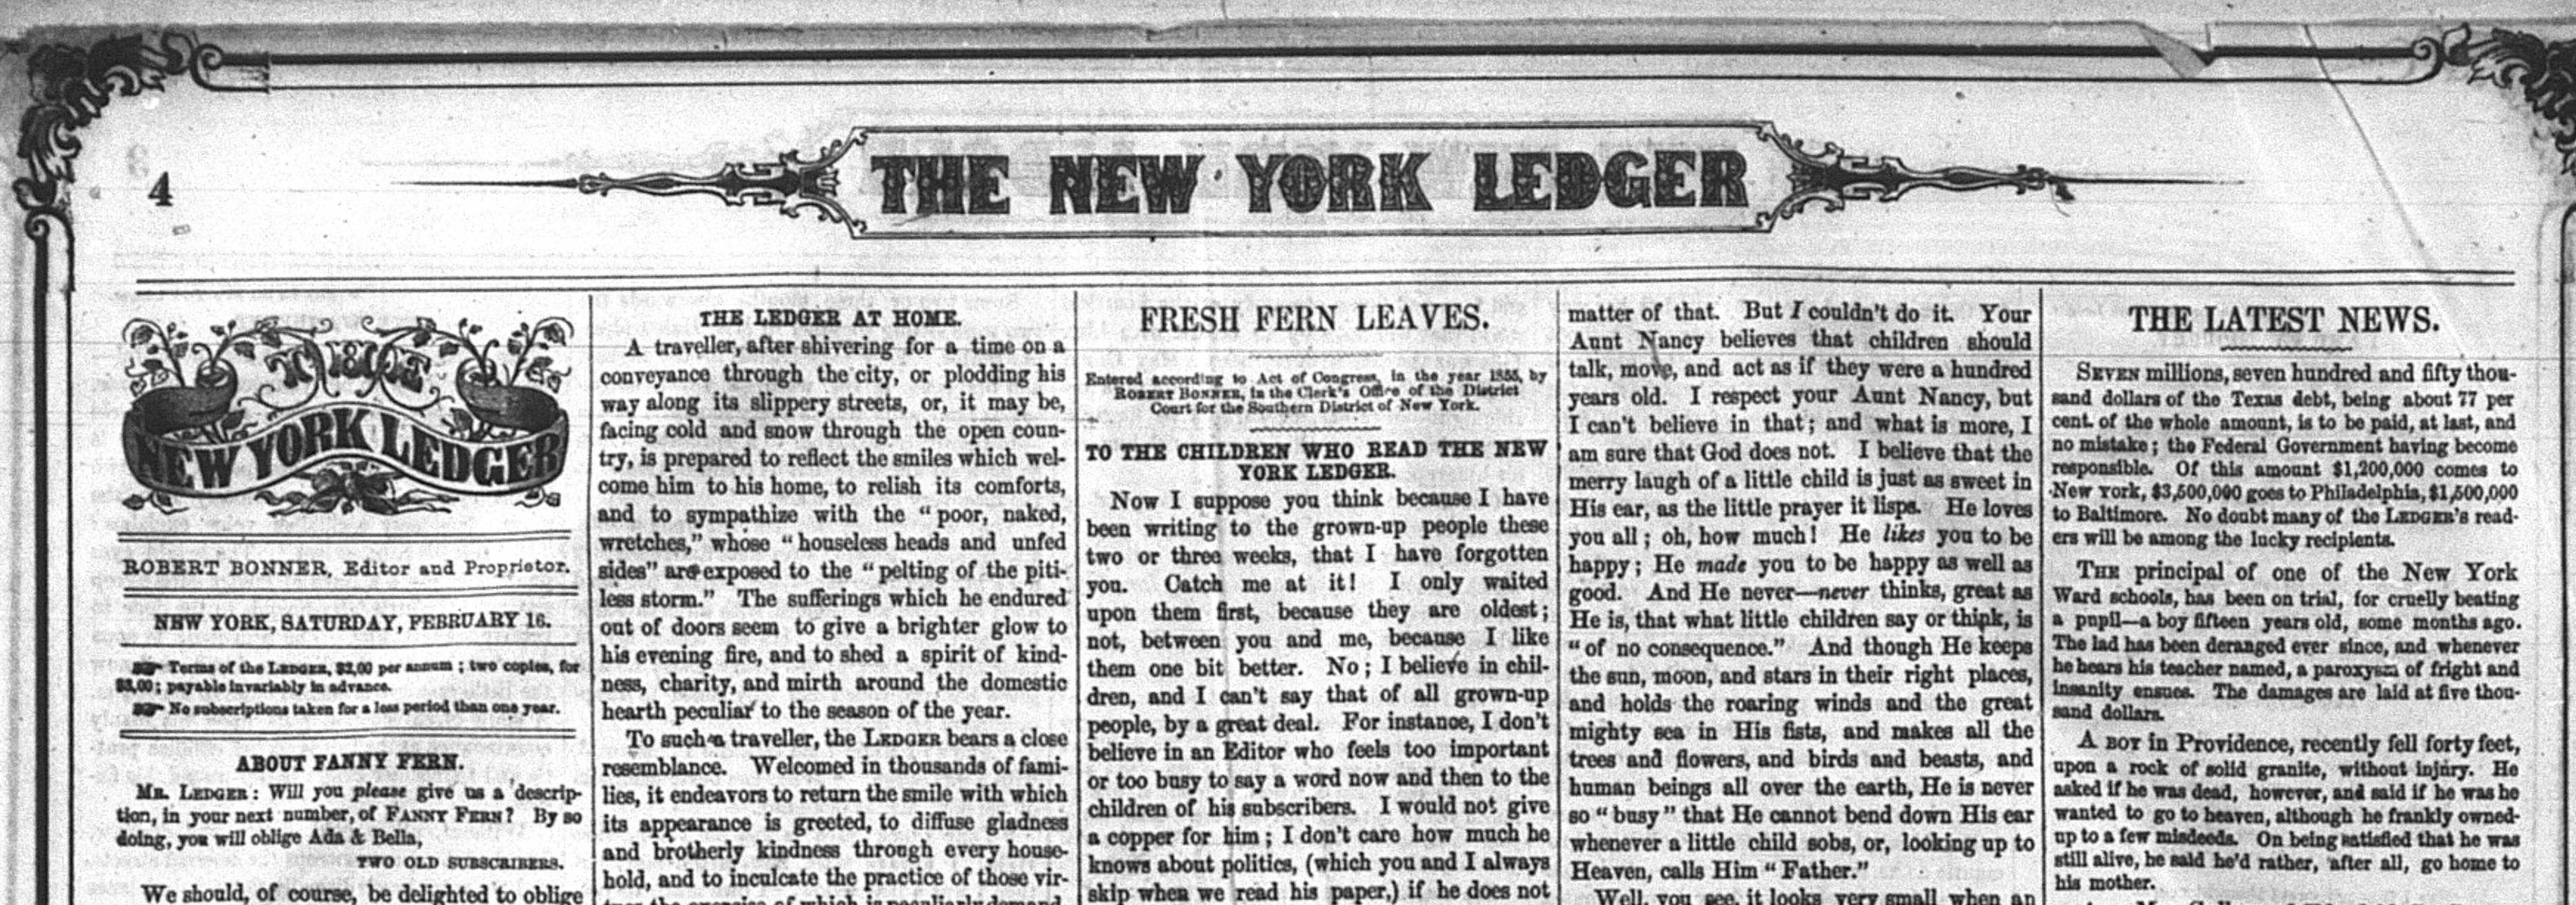 4
THE NEW YORK LEDGER
THE
NEW YORK LEDGER
ROBERT BONNER, Editor and Proprietor.
NEW YORK, SATURDAY, FEBRUARY 16.
Terms of the LEDGER, $2,00 per annum; two copies, for
$3,00; payable invariably in advance.
No subscriptions taken for a less period than one year.
ABOUT FANNY FERN.
MR. LEDGER: Will you please give us a descrip-
tion, in your next number, of FANNY FERN? By so
doing, you will oblige Ada & Bella,
TWO OLD SUBSCRIBERS.
We should, of course, be delighted to oblige
THE LEDGER AT HOME.
A traveller, after shivering for a time on a
conveyance through the city, or plodding his
way along its slippery streets, or, it may be,
facing cold and snow through the open coun-
try, is prepared to reflect the smiles which wel-
come him to his home, to relish its comforts,
and to sympathize with the "poor, naked,
wretches," whose "houseless heads and unfed
sides" are exposed to the "pelting of the piti-
less storm." The sufferings which he endured
out of doors seem to give a brighter glow to
his evening fire, and to shed a spirit of kind-
ness, charity, and mirth around the domestic
hearth peculiar to the season of the year.
To such a traveller, the LEDGER bears a close
resemblance. Welcomed in thousands of fami-
lies, it endeavors to return the smile with which
its appearance is greeted, to diffuse gladness
and brotherly kindness through every house-
hold, and to inculcate the practice of those vir-
FRESH FERN LEAVES.
Entered according to Act of Congress, in the year 1855, by
ROBERT BONNER, in the Clerk's Office of the District
Court for the Southern District of New York.
TO THE CHILDREN WHO READ THE NEW
YORK LEDGER.
Now I suppose you think because I have
been writing to the grown-up people these
two or three weeks, that I have forgotten
you. Catch me at it! I only waited
upon them first, because they are oldest;
not, between you and me, because I like
them one bit better. No; I believe in chil-
dren, and I can't say that of all grown-up
people, by a great deal. For instance, I don't
believe in an Editor who feels too important
or too busy to say a word now and then to the
children of his subscribers. I would not give
a copper for him; I don't care how much he
knows about politics, (which you and I always
skip when we read his paper,) if he does not
matter of that. But I couldn't do it. Your
Aunt Nancy believes that children should
talk, move, and act as if they were a hundred
years old. I respect your Aunt Nancy, but
I can't believe in that; and what is more, I
am sure that God does not. I believe that the
merry laugh of a little child is just as sweet in
His ear, as the little prayer it lisps. He loves
you all; oh, how much! He likes you to be
happy; He made you to be happy as well as
good. And He never—never thinks, great as
He is, that what little children say or think, is
"of no consequence." And though He keeps
the sun, moon, and stars in their right places,
and holds the roaring winds and the great
mighty sea in His fists, and makes all the
trees and flowers, and birds and beasts, and
human beings all over the earth, He is never
so "busy" that He cannot bend down His ear
whenever a little child sobs, or, looking up to
Heaven, calls Him "Father."
Well, you see, it looks very small when an
THE LATEST NEWS.
SEVEN millions, seven hundred and fifty thou-
sand dollars of the Texas debt, being about 77 per
cent. of the whole amount, is to be paid, at last, and
no mistake; the Federal Government having become
responsible. Of this amount $1,200,000 comes to
New York, $3,500,000 goes to Philadelphia, $1,500,000
to Baltimore. No doubt many of the LEDGER'S read-
ers will be among the lucky recipients.
THE principal of one of the New York
Ward schools, has been on trial, for cruelly beating
a pupil—a boy fifteen years old, some months ago.
The lad has been deranged ever since, and whenever
he hears his teacher named, a paroxysm of fright and
insanity ensues. The damages are laid at five thou-
sand dollars.
A BOY in Providence, recently fell forty feet,
upon a rock of solid granite, without injury. He
asked if he was dead, however, and said if he was he
wanted to go to heaven, although he frankly owned-
up to a few misdeeds. On being satisfied that he was
still alive, he said he'd rather, after all, go home to
his mother.